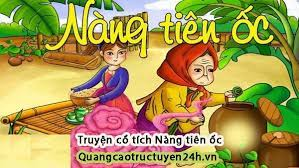 Nàng tiên ốc
Truyện cổ tích Nàng tiên ốc
Quangcaotructuyen24h.vn